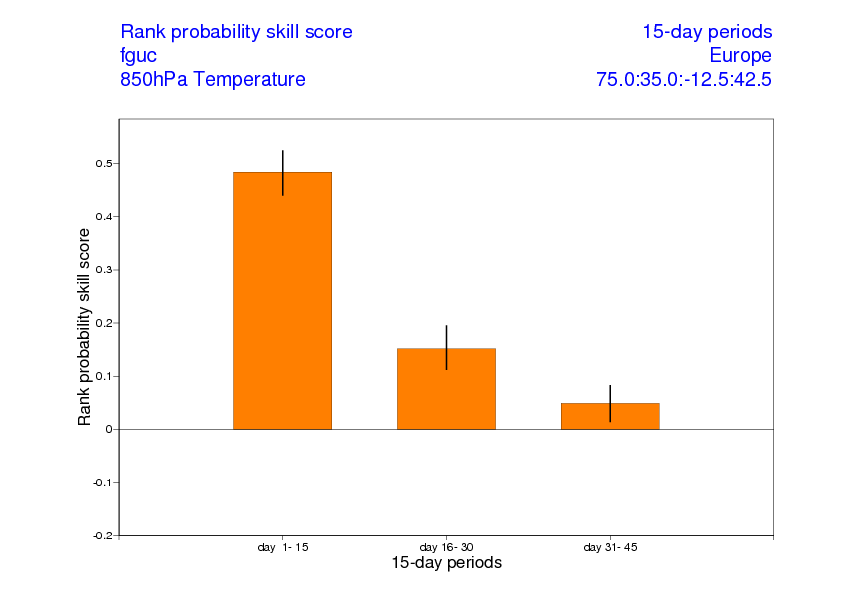 Rank probability skill score
fguc
850hPa Temperature
15-day periods
Europe
75.0:35.0:-12.5:42.5
Rank probability skill score
0.5
0.4
0.3
0.2
0.1
0
-0.1
-0.2
day 1- 15
day 16- 30
day 31- 45
15-day periods